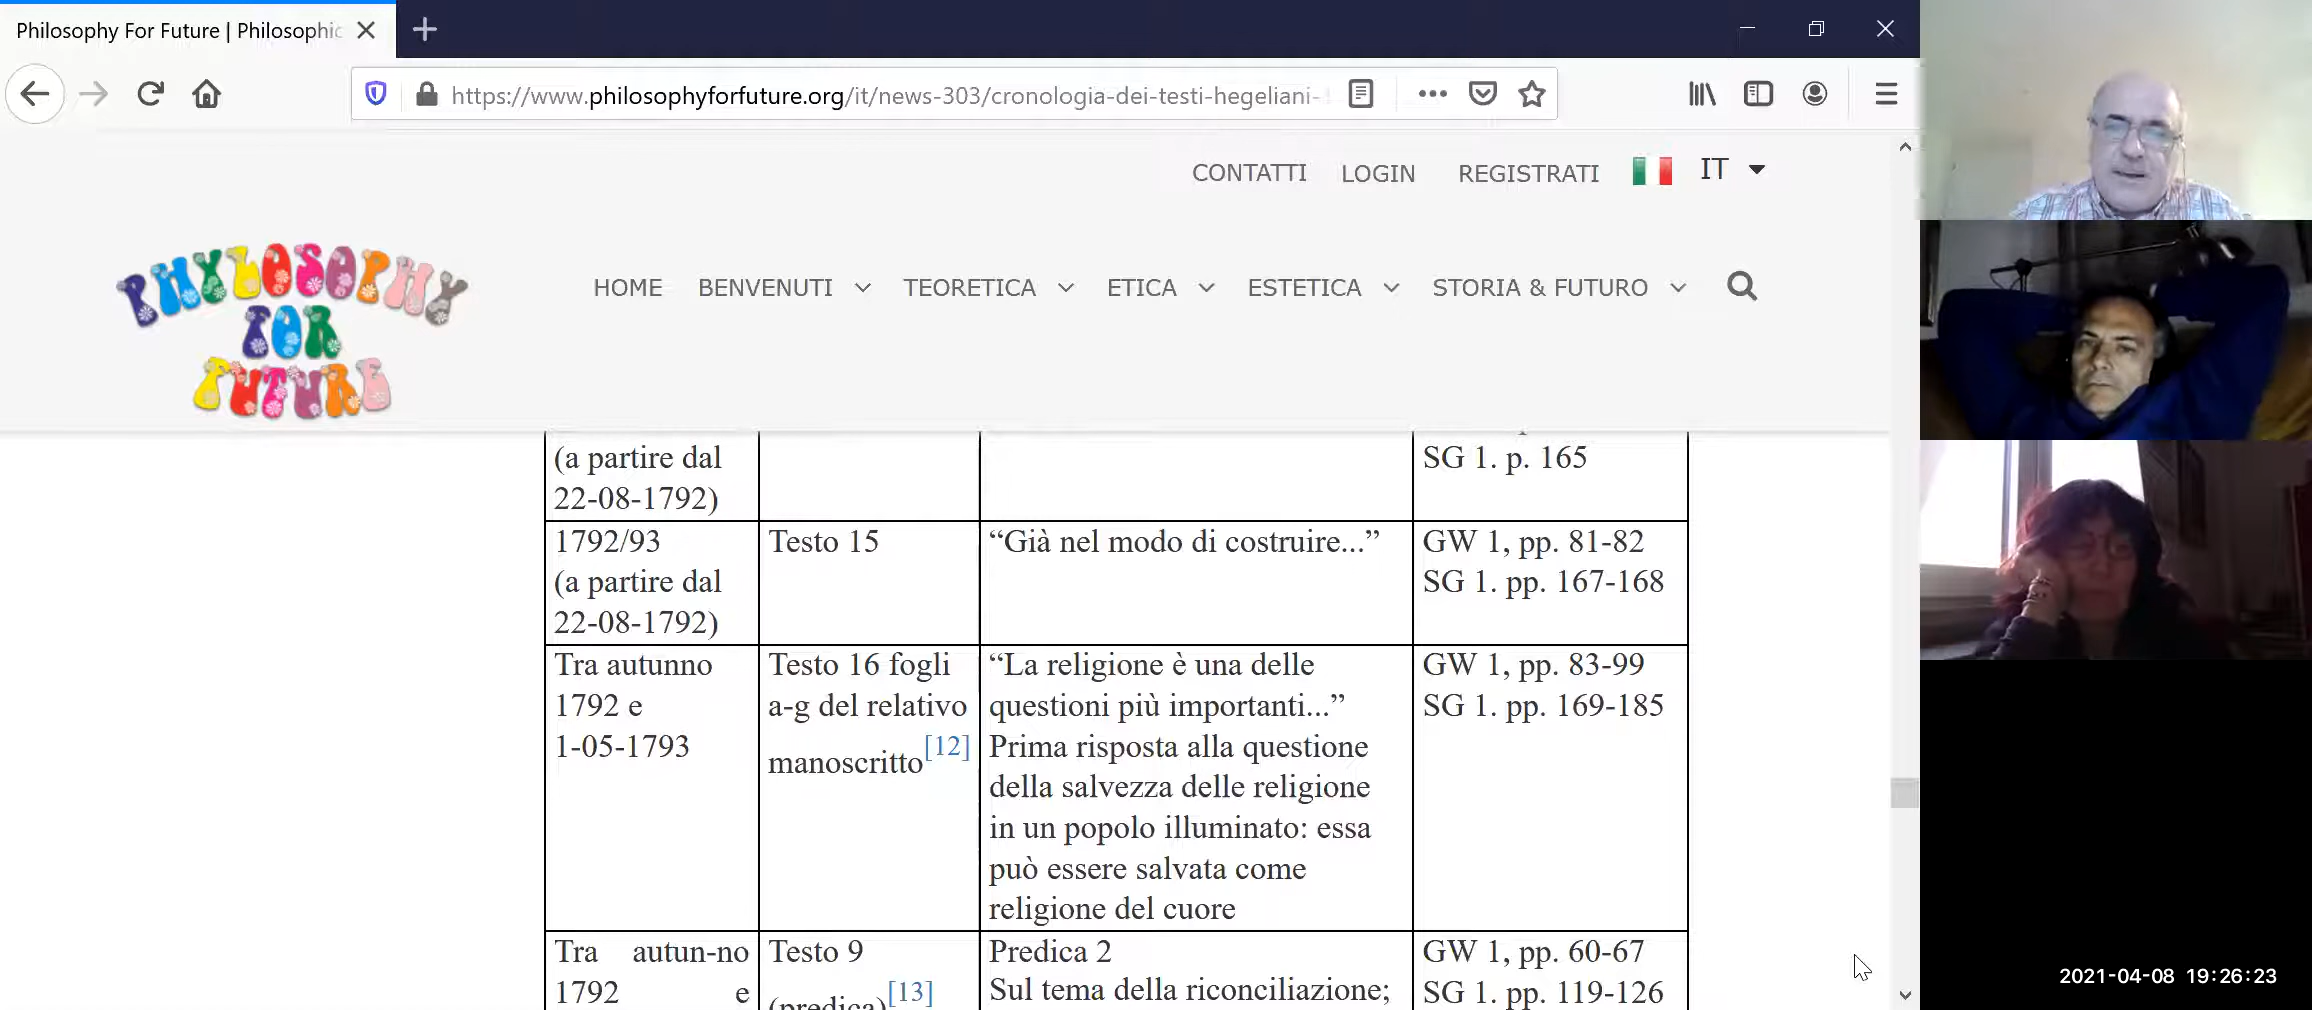 Philosophy For Future | Philosophic
https://www.philosophyforfuture.org/it/news-303/cronologia-dei-testi-hegeliani-
CONTATTI LOGIN REGISTRATI IT
PHYLOSOPHY
FOR
FUTURE
HOME BENVENUTI TEORETICA ETICA ESTETICA STORIA & FUTURO
(a partire dal
22-08-1792)
SG 1. p. 165
1792/93
(a partire dal
22-08-1792)
Testo 15
“Già nel modo di costruire...”
GW 1, pp. 81-82
SG 1. pp. 167-168
Tra autunno
1792 e
1-05-1793
Testo 16 fogli
a-g del relativo
manoscritto[12]
“La religione è una delle
questioni più importanti...”
Prima risposta alla questione
della salvezza delle religione
in un popolo illuminato: essa
può essere salvata come
religione del cuore
GW 1, pp. 83-99
SG 1. pp. 169-185
Tra autun-no
1792 e
Testo 9
(predica)[13]
Predica 2
Sul tema della riconciliazione;
GW 1, pp. 60-67
SG 1. pp. 119-126
2021-04-08 19:26:23